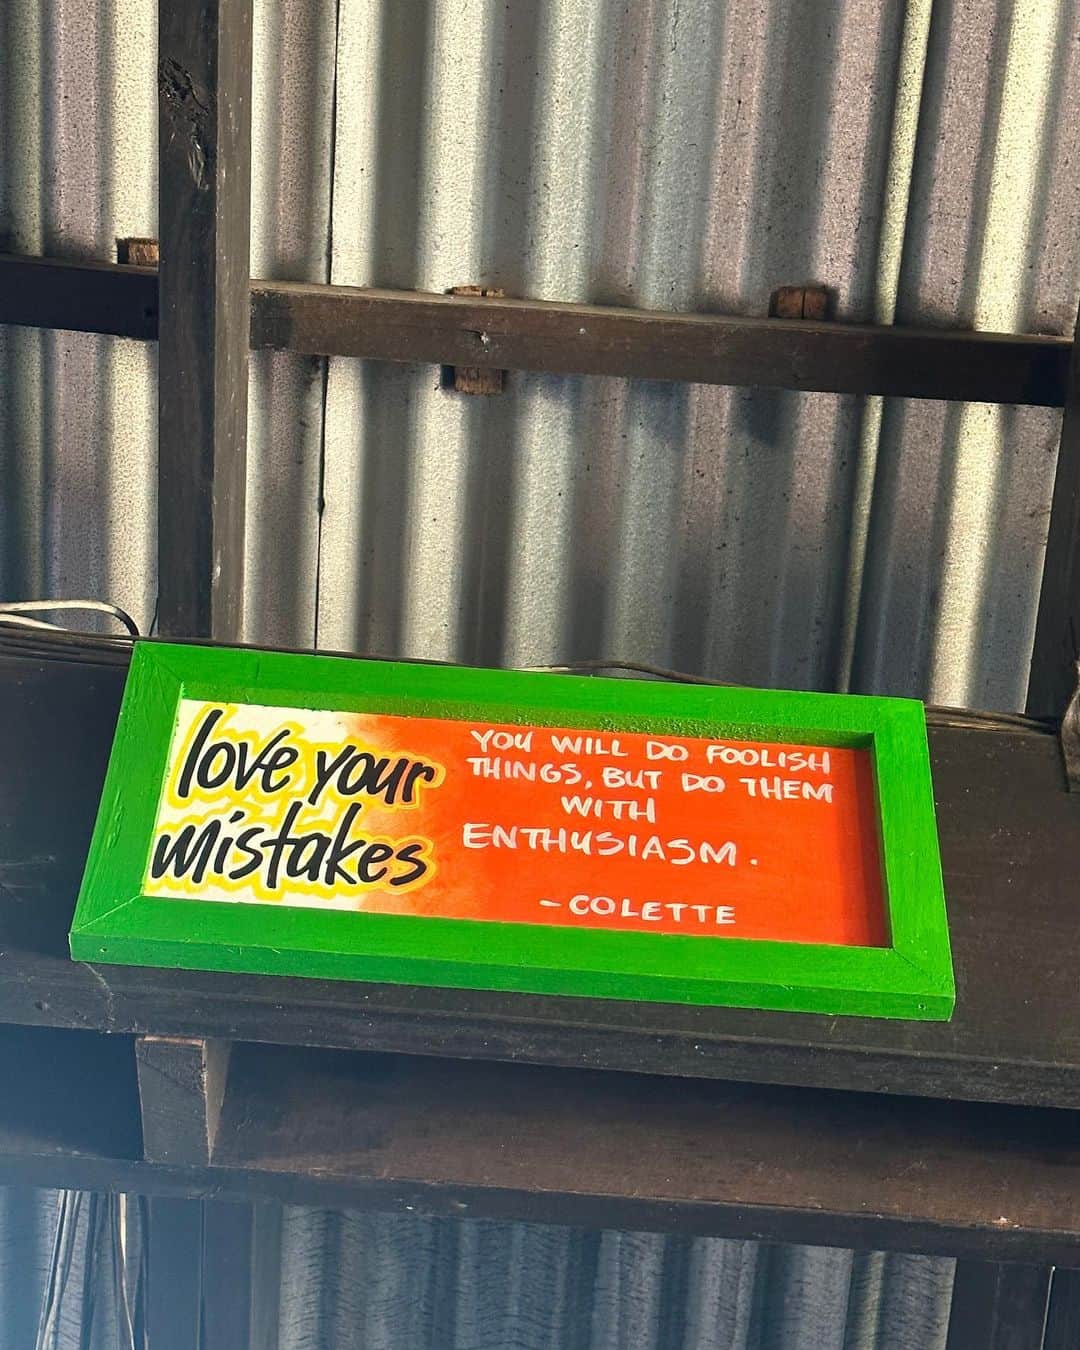 love your
mistakes
YOU WILL DO FOOLISH
THINGS, BUT DO THEM
WITH
ENTHUSIASM.
-COLETTE